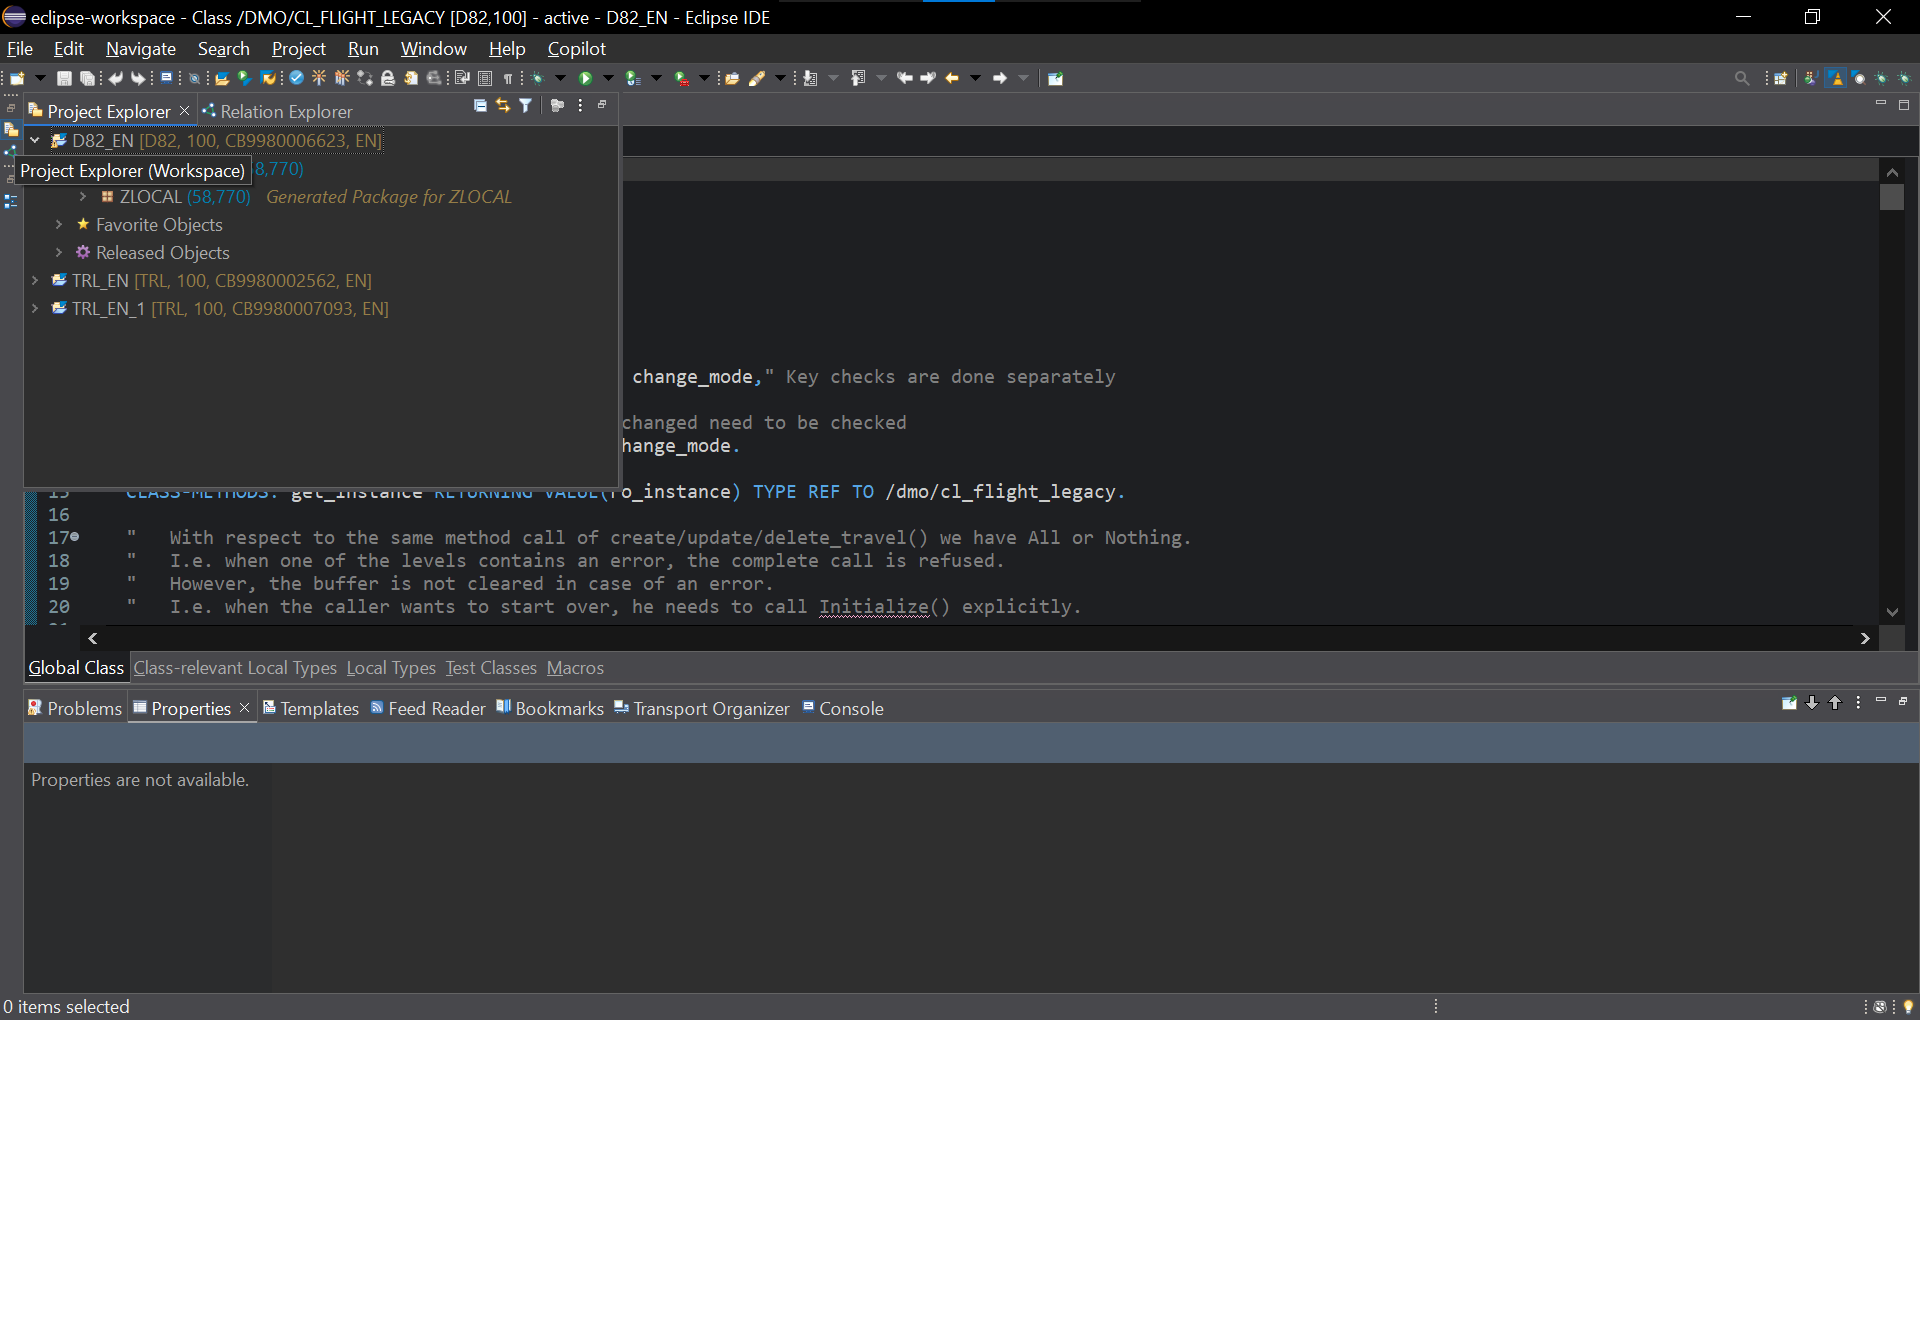 eclipse-workspace - Class /DMO/CL_FLIGHT_LEGACY [D82,100] - active - D82_EN - Eclipse IDE
File Edit Navigate Search Project Run Window Help Copilot
Project Explorer Relation Explorer
D82_EN [D82, 100, CB9980006623, EN]
Project Explorer (Workspace) 8,770)
ZLOCAL (58,770) Generated Package for ZLOCAL
Favorite Objects
Released Objects
TRL_EN [TRL, 100, CB9980002562, EN]
TRL_EN_1 [TRL, 100, CB9980007093, EN]
change_mode," Key checks are done separately
changed need to be checked
hange_mode.
15 CLASS-METHODS: get_instance RETURNING VALUE(ro_instance) TYPE REF TO /dmo/cl_flight_legacy.
16
17 " With respect to the same method call of create/update/delete_travel() we have All or Nothing.
18 " I.e. when one of the levels contains an error, the complete call is refused.
19 " However, the buffer is not cleared in case of an error.
20 " I.e. when the caller wants to start over, he needs to call Initialize() explicitly.
Global Class Class-relevant Local Types Local Types Test Classes Macros
Problems Properties Templates Feed Reader Bookmarks Transport Organizer Console
Properties are not available.
0 items selected